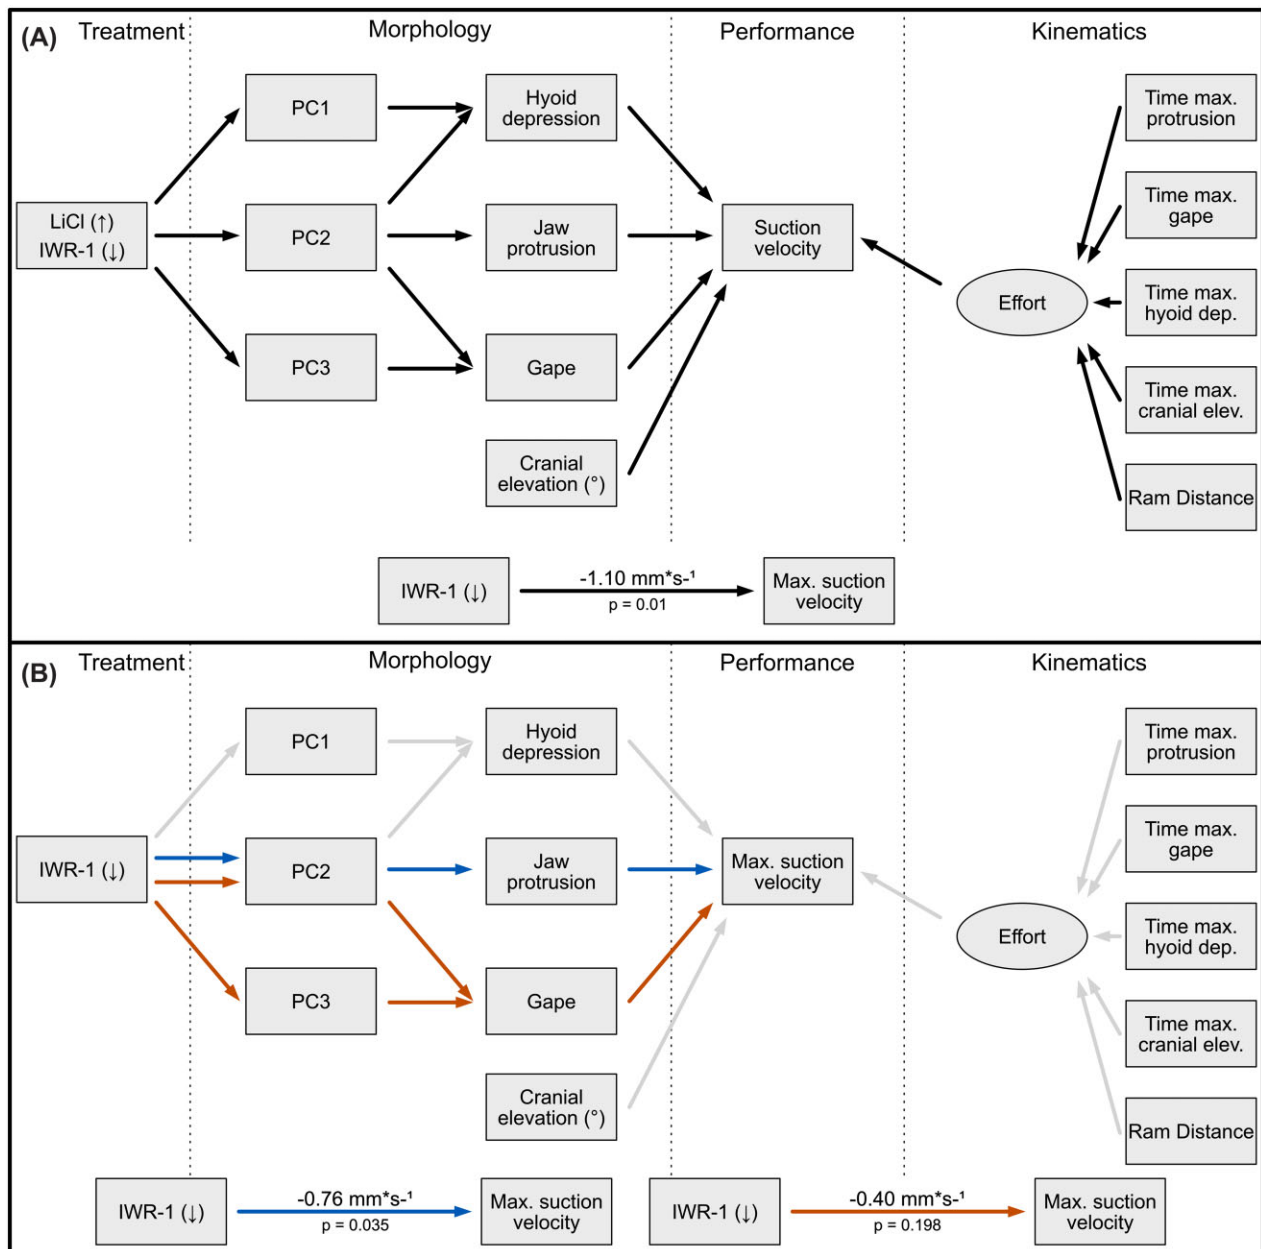 (A)
Treatment
Morphology
Performance
Kinematics
PC1
Hyoid
depression
Time max.
protrusion
LiCl (↑)
IWR-1 (↓)
PC2
Jaw
protrusion
Suction
velocity
Time max.
gape
Effort
Time max.
hyoid dep.
PC3
Gape
Time max.
cranial elev.
Cranial
elevation (°)
Ram Distance
IWR-1 (↓)
-1.10 mm*s-¹
p = 0.01
Max. suction
velocity
(B)
Treatment
Morphology
Performance
Kinematics
PC1
Hyoid
depression
Time max.
protrusion
IWR-1 (↓)
PC2
Jaw
protrusion
Max. suction
velocity
Time max.
gape
Effort
Time max.
hyoid dep.
PC3
Gape
Time max.
cranial elev.
Cranial
elevation (°)
Ram Distance
IWR-1 (↓)
-0.76 mm*s-¹
p = 0.035
Max. suction
velocity
IWR-1 (↓)
-0.40 mm*s-¹
p = 0.198
Max. suction
velocity